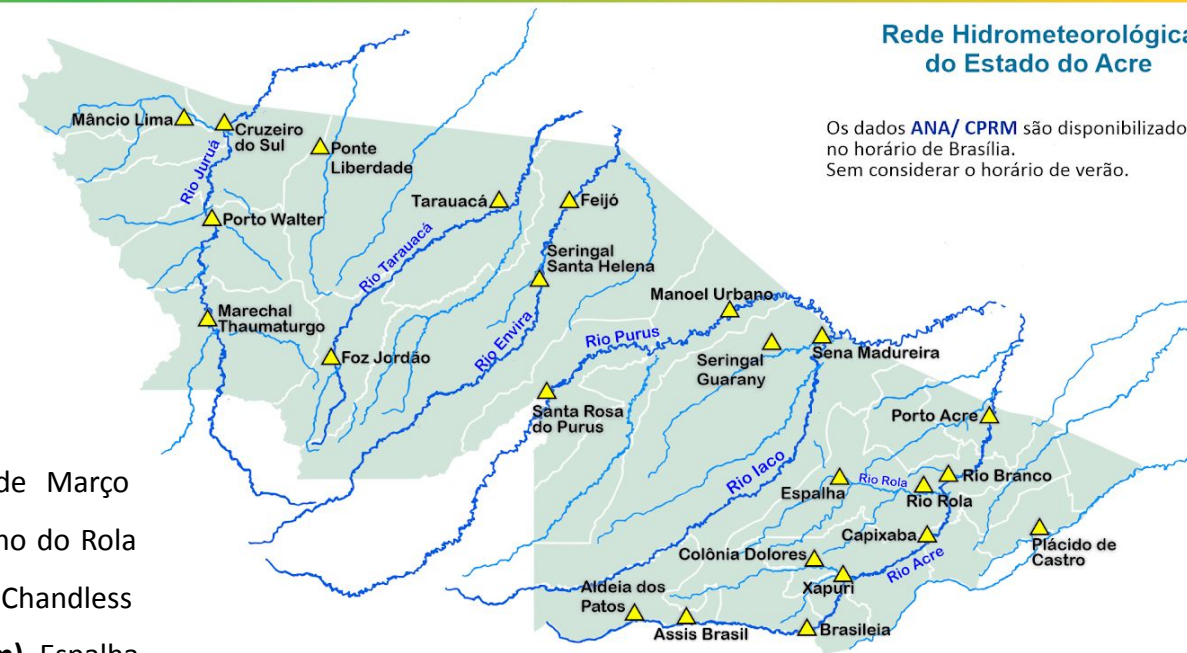 Rede Hidrometeorológica
do Estado do Acre
Os dados ANA/ CPRM são
no horário de Brasília.
Sem considerar o horário de verão.
Mâncio Lima
Cruzeiro
do Sul
Ponte
Liberdade
Rio Juruá
Porto Walter
Tarauacá
Feijó
Rio Tarauacá
Seringal
Santa Helena
Marechal
Thaumaturgo
Foz Jordão
Rio Envira
Manoel Urbano
Rio Purus
Seringal
Guarany
Sena Madureira
Santa Rosa
do Purus
Porto Acre
Rio Iaco
Espalha
Rio Rola
Rio Branco
Rio Rola
Capixaba
Plácido de
Castro
Colônia Dolores
Rio Acre
Xapuri
Aldeia dos
Patos
Assis Brasil
Brasileia
de Março
do Rola
Chandless
Espalha